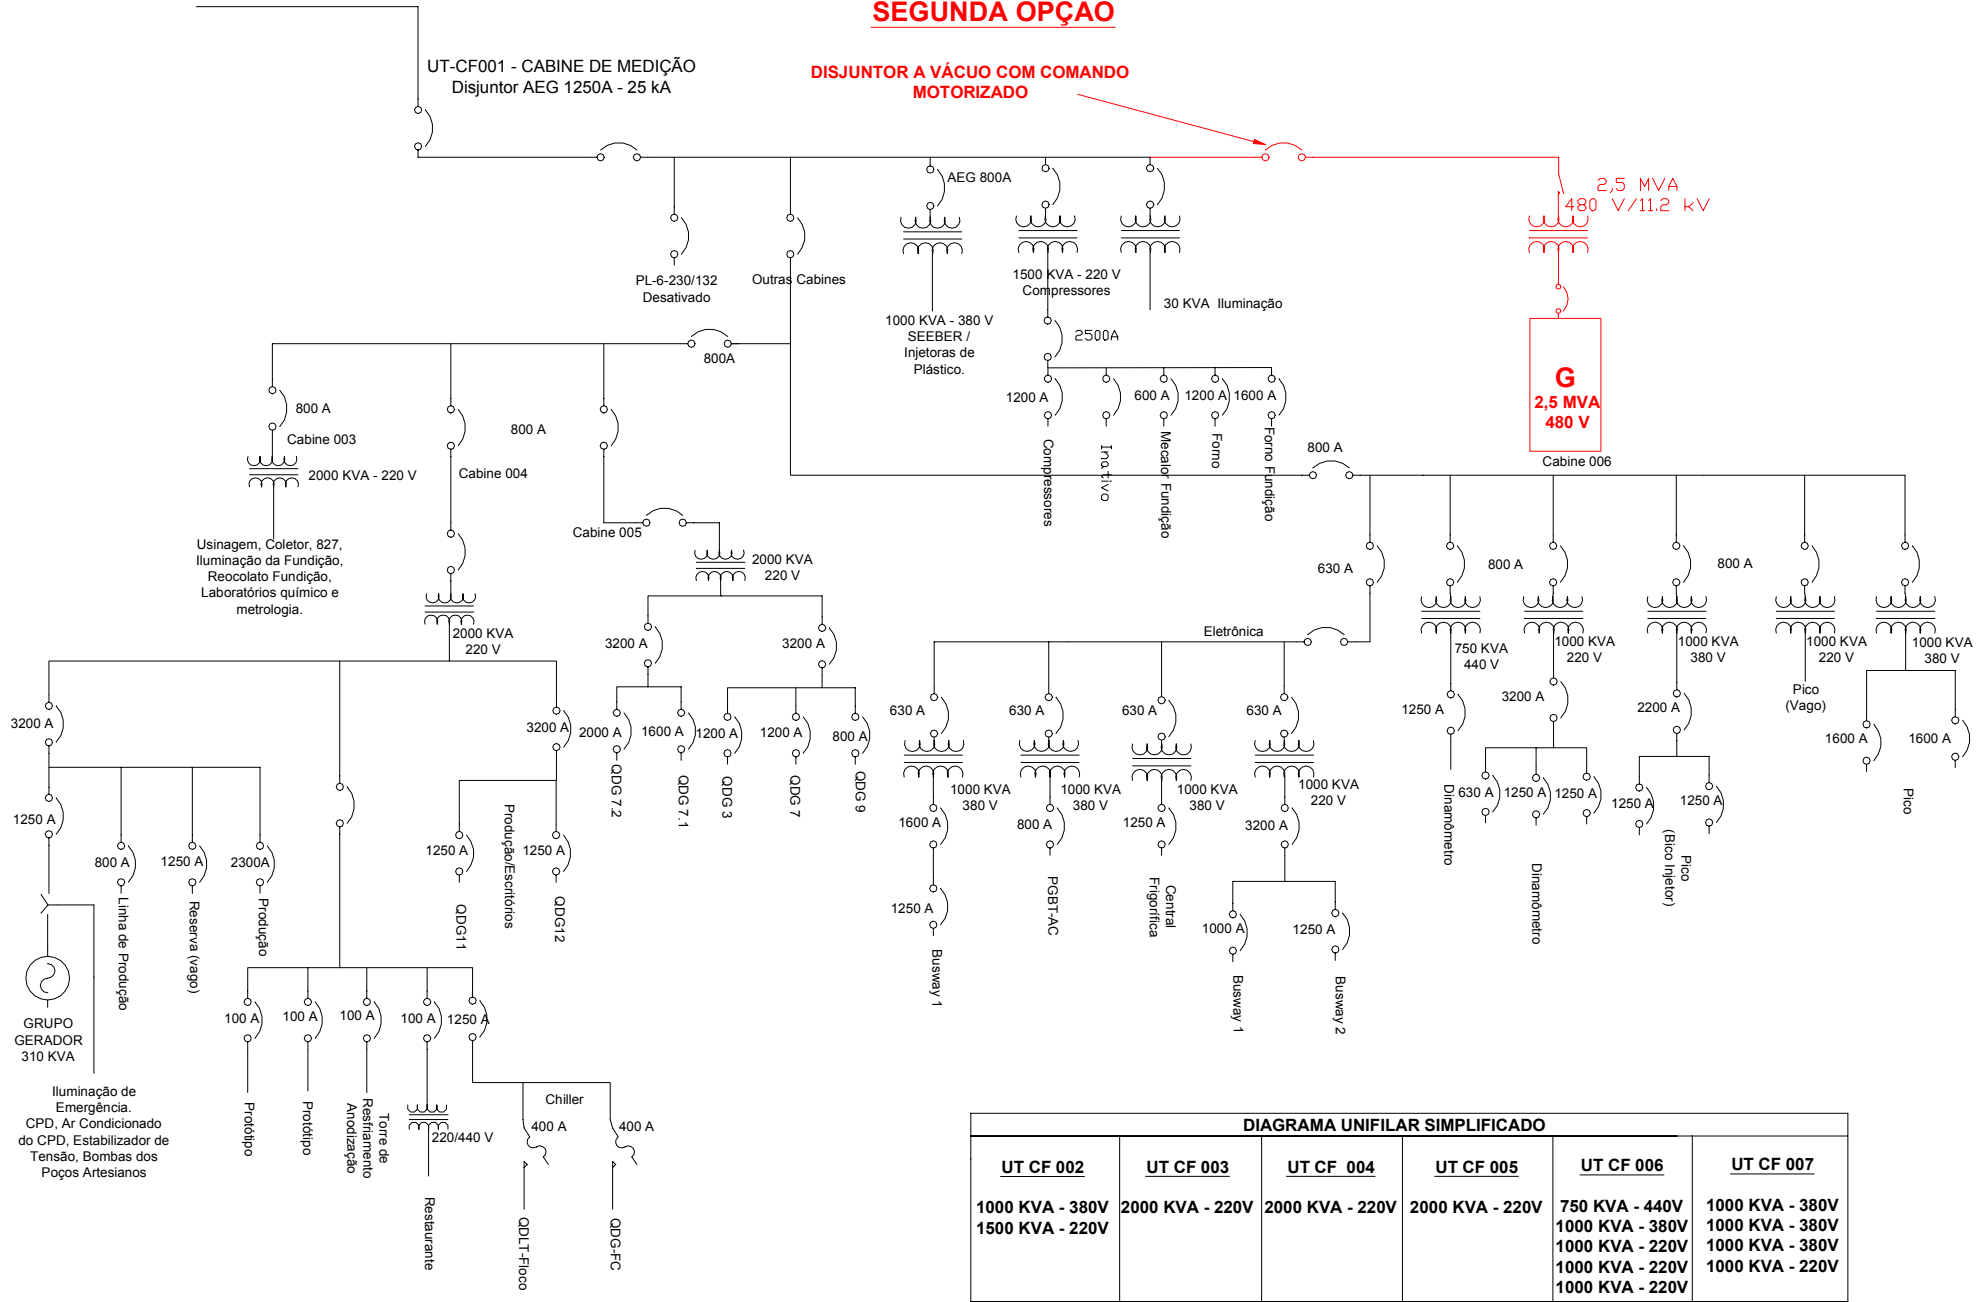 SEGUNDA OPÇAO
UT-CF001 - CABINE DE MEDIÇÃO
Disjuntor AEG 1250A - 25 kA
DISJUNTOR A VÁCUO COM COMANDO
MOTORIZADO
AEG 800A
2,5 MVA
480 V/11.2 kV
PL-6-230/132
Desativado
Outras Cabines
1500 KVA - 220 V
Compressores
30 KVA Iluminação
1000 KVA - 380 V
SEEBER /
Injetoras de
Plástico.
2500A
800A
G
2,5 MVA
480 V
1200 A
600 A
1200 A
1600 A
Compressores
Inativo
Mecalor Fundição
Forno
Forno Fundição
800 A
Cabine 003
2000 KVA - 220 V
Cabine 004
800 A
Cabine 005
800 A
Cabine 006
Usinagem, Coletor, 827,
Iluminação da Fundição,
Reocolato Fundição,
Laboratórios químico e
metrologia.
2000 KVA
220 V
2000 KVA
220 V
3200 A
3200 A
2000 A
1600 A
1200 A
1200 A
800 A
QDG 7.2
QDG 7.1
QDG 3
QDG 7
QDG 9
630 A
800 A
800 A
Eletrônica
750 KVA
440 V
1000 KVA
220 V
1000 KVA
380 V
1000 KVA
220 V
1000 KVA
380 V
Pico
(Vago)
1250 A
3200 A
2200 A
1600 A
1600 A
630 A
1250 A
1250 A
1250 A
1250 A
Dinamômetro
Dinamômetro
Pico
(Bico Injetor)
Pico
630 A
630 A
630 A
630 A
1000 KVA
380 V
1000 KVA
380 V
1000 KVA
380 V
1000 KVA
220 V
1600 A
800 A
1250 A
3200 A
1250 A
PGBT-AC
Central
Frigorífica
1000 A
1250 A
Busway 1
Busway 1
Busway 2
3200 A
3200 A
1250 A
800 A
1250 A
2300A
Linha de Produção
Reserva (vago)
Produção
1250 A
1250 A
Produção/Escritórios
QDG11
QDG12
GRUPO
GERADOR
310 KVA
Iluminação de
Emergência.
CPD, Ar Condicionado
do CPD, Estabilizador de
Tensão, Bombas dos
Poços Artesianos
100 A
100 A
100 A
100 A
1250 A
Protótipo
Protótipo
Torre de
Resfriamento
Anodização
220/440 V
Restaurante
Chiller
400 A
400 A
QDLT-Floco
QDG-FC
DIAGRAMA UNIFILAR SIMPLIFICADO
UT CF 002
1000 KVA - 380V
1500 KVA - 220V
UT CF 003
2000 KVA - 220V
UT CF 004
2000 KVA - 220V
UT CF 005
2000 KVA - 220V
UT CF 006
750 KVA - 440V
1000 KVA - 380V
1000 KVA - 220V
1000 KVA - 220V
1000 KVA - 220V
UT CF 007
1000 KVA - 380V
1000 KVA - 380V
1000 KVA - 380V
1000 KVA - 220V